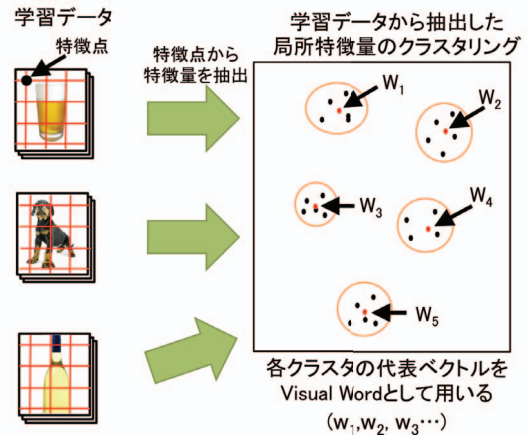 学習データ
特徴点
特徴点から
特徴量を抽出
学習データから抽出した
局所特徴量のクラスタリング
W₁
W₂
W₃
W₄
W₅
各クラスタの代表ベクトルを
Visual Wordとして用いる
(w₁,w₂, w₃…)